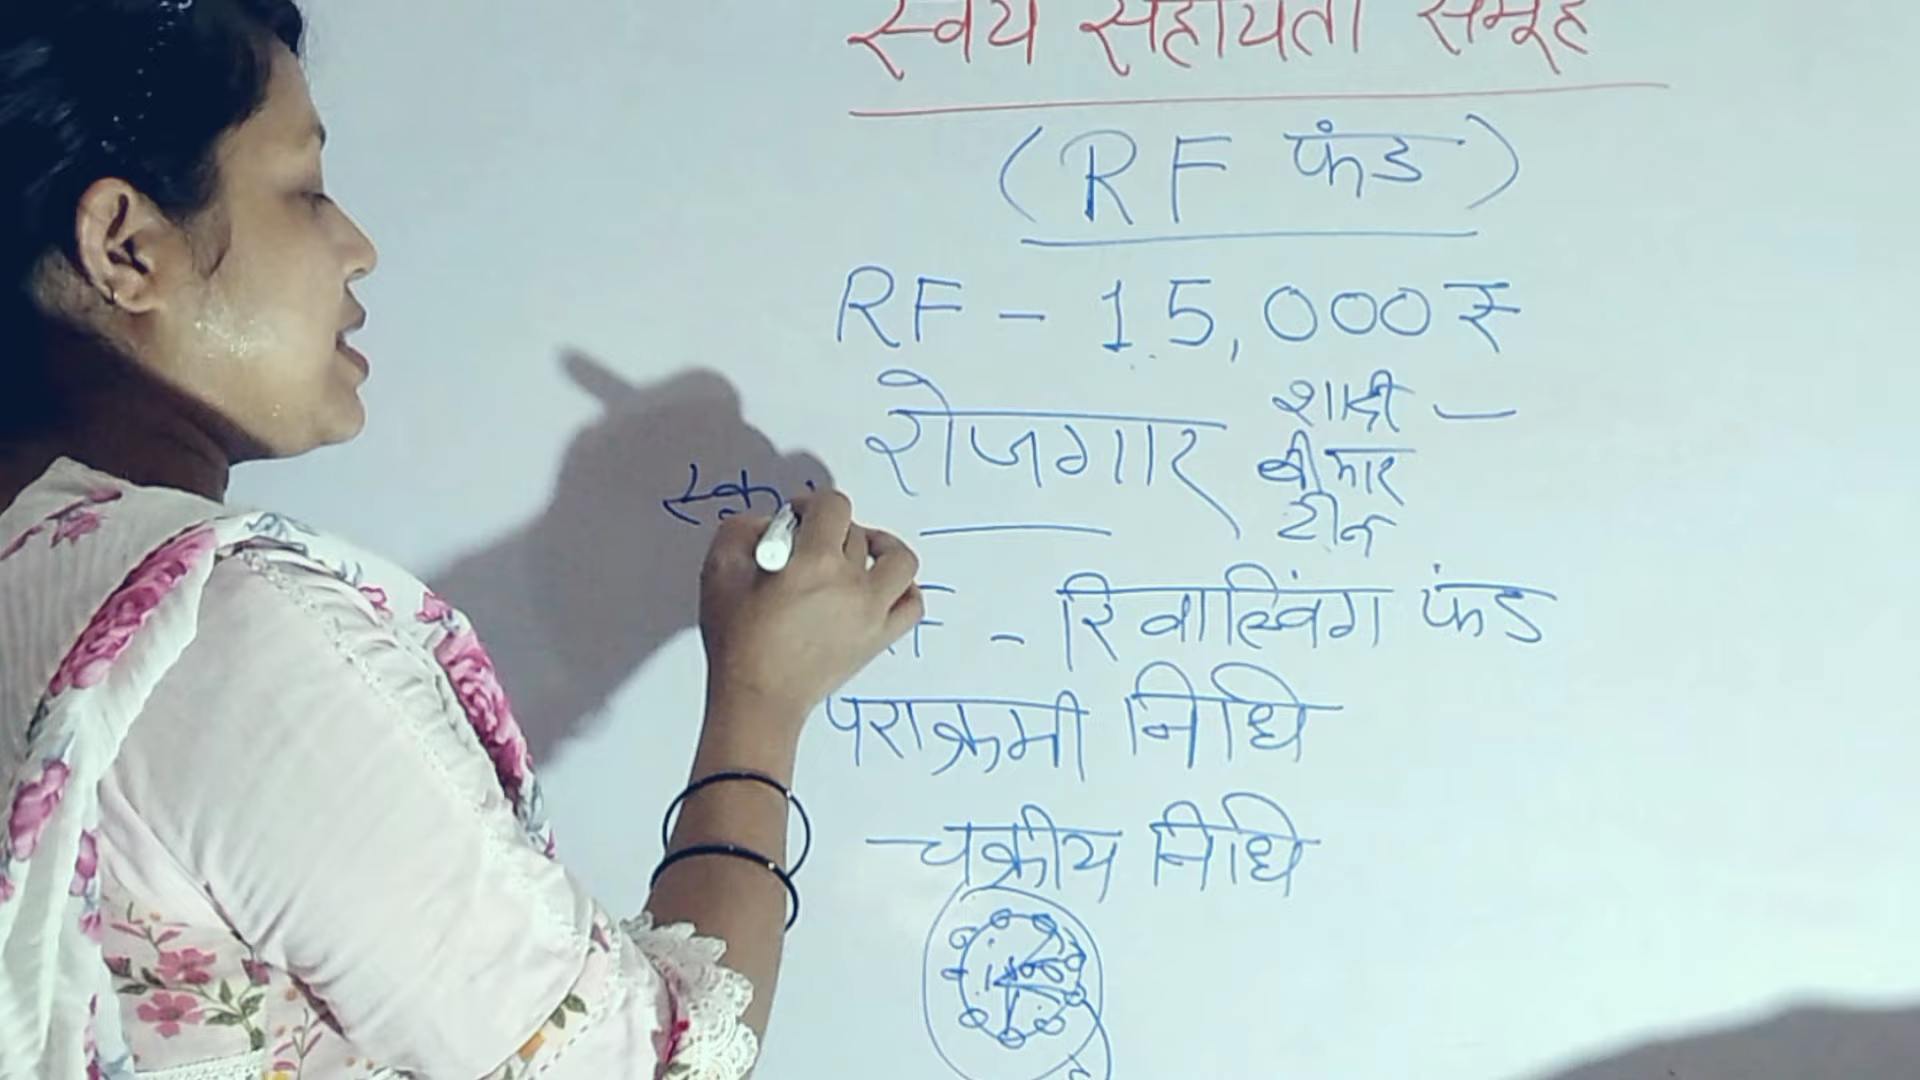 स्वयं सहायता समूह
(RF फंड)
RF - 15,000 रु
रोजगार
शादी -
बीमार
टीन
स्कू
F - रिवाल्विंग फंड
पराक्रमी निधि
चक्रीय निधि